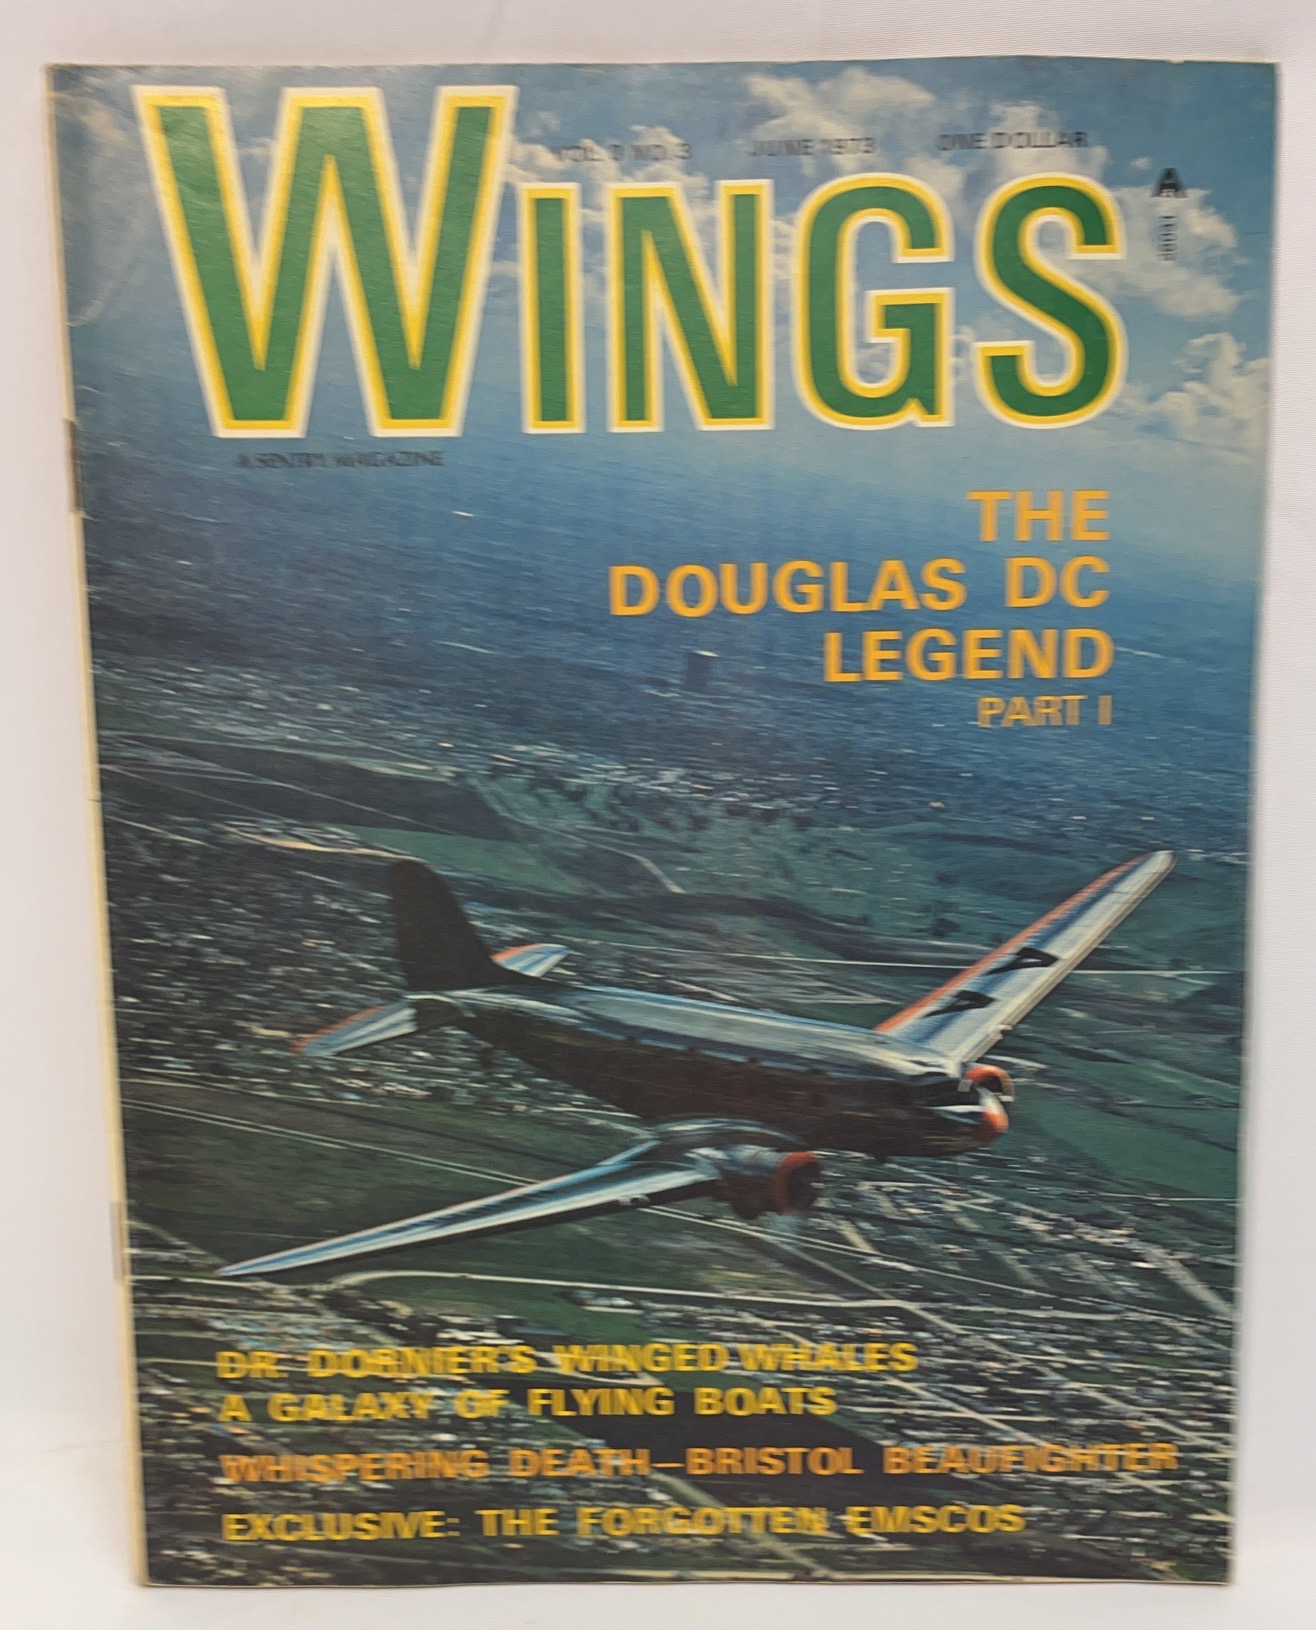 WINGS
VOL. 3 NO. 3 JUNE 1973 ONE DOLLAR
A SENTRY MAGAZINE
THE
DOUGLAS DC
LEGEND
PART I
DR. DORNIER'S WINGED WHALES
A GALAXY OF FLYING BOATS
WHISPERING DEATH—BRISTOL BEAUFIGHTER
EXCLUSIVE: THE FORGOTTEN EMSCOS